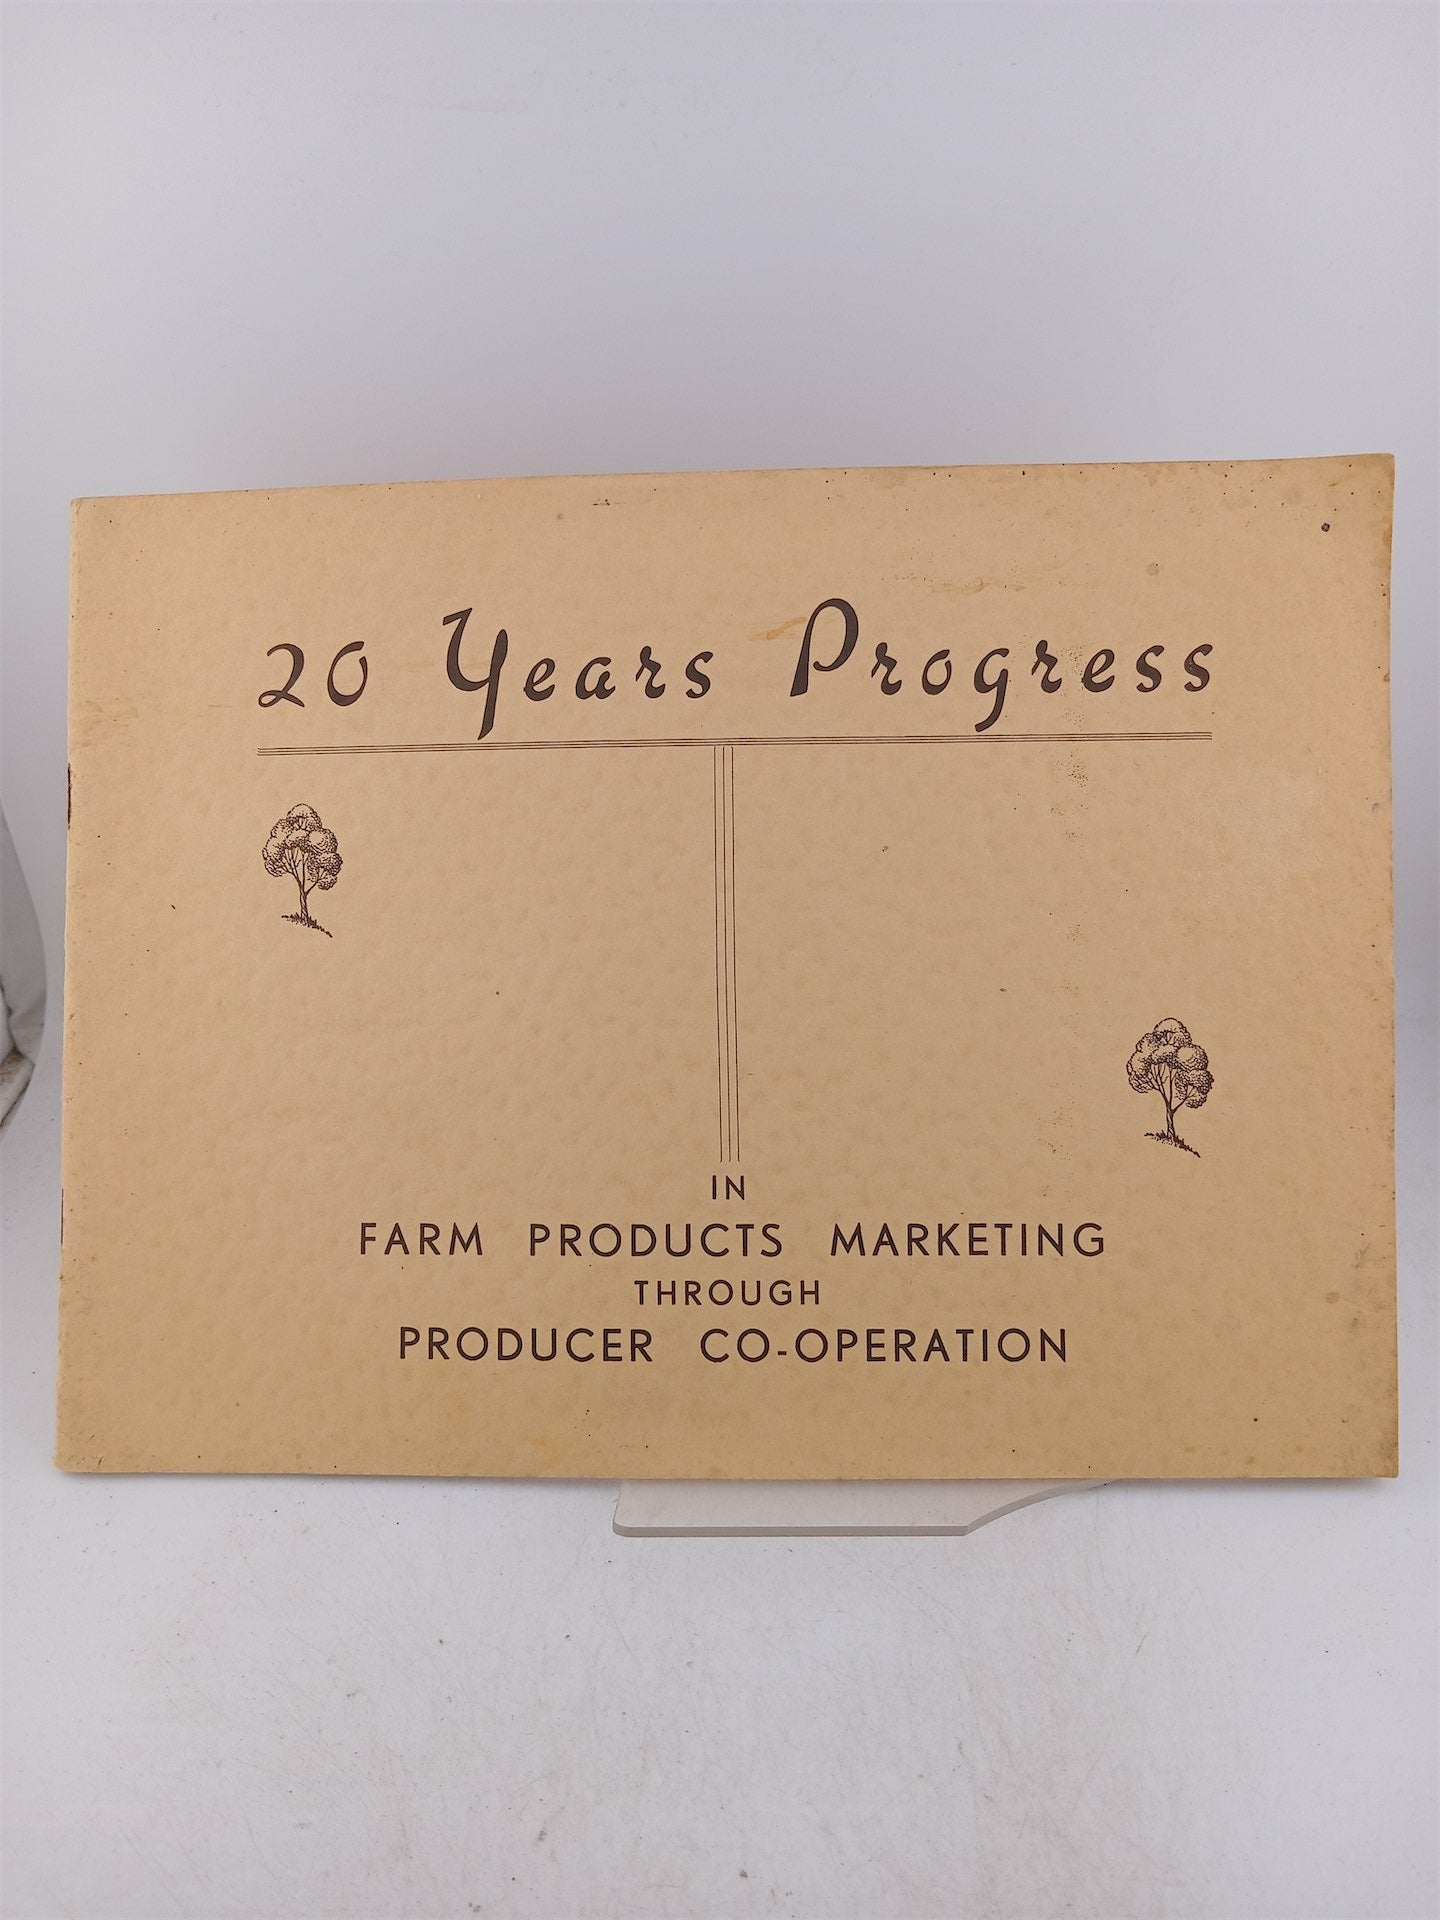 20 Years Progress
IN
FARM PRODUCTS MARKETING
THROUGH
PRODUCER CO-OPERATION